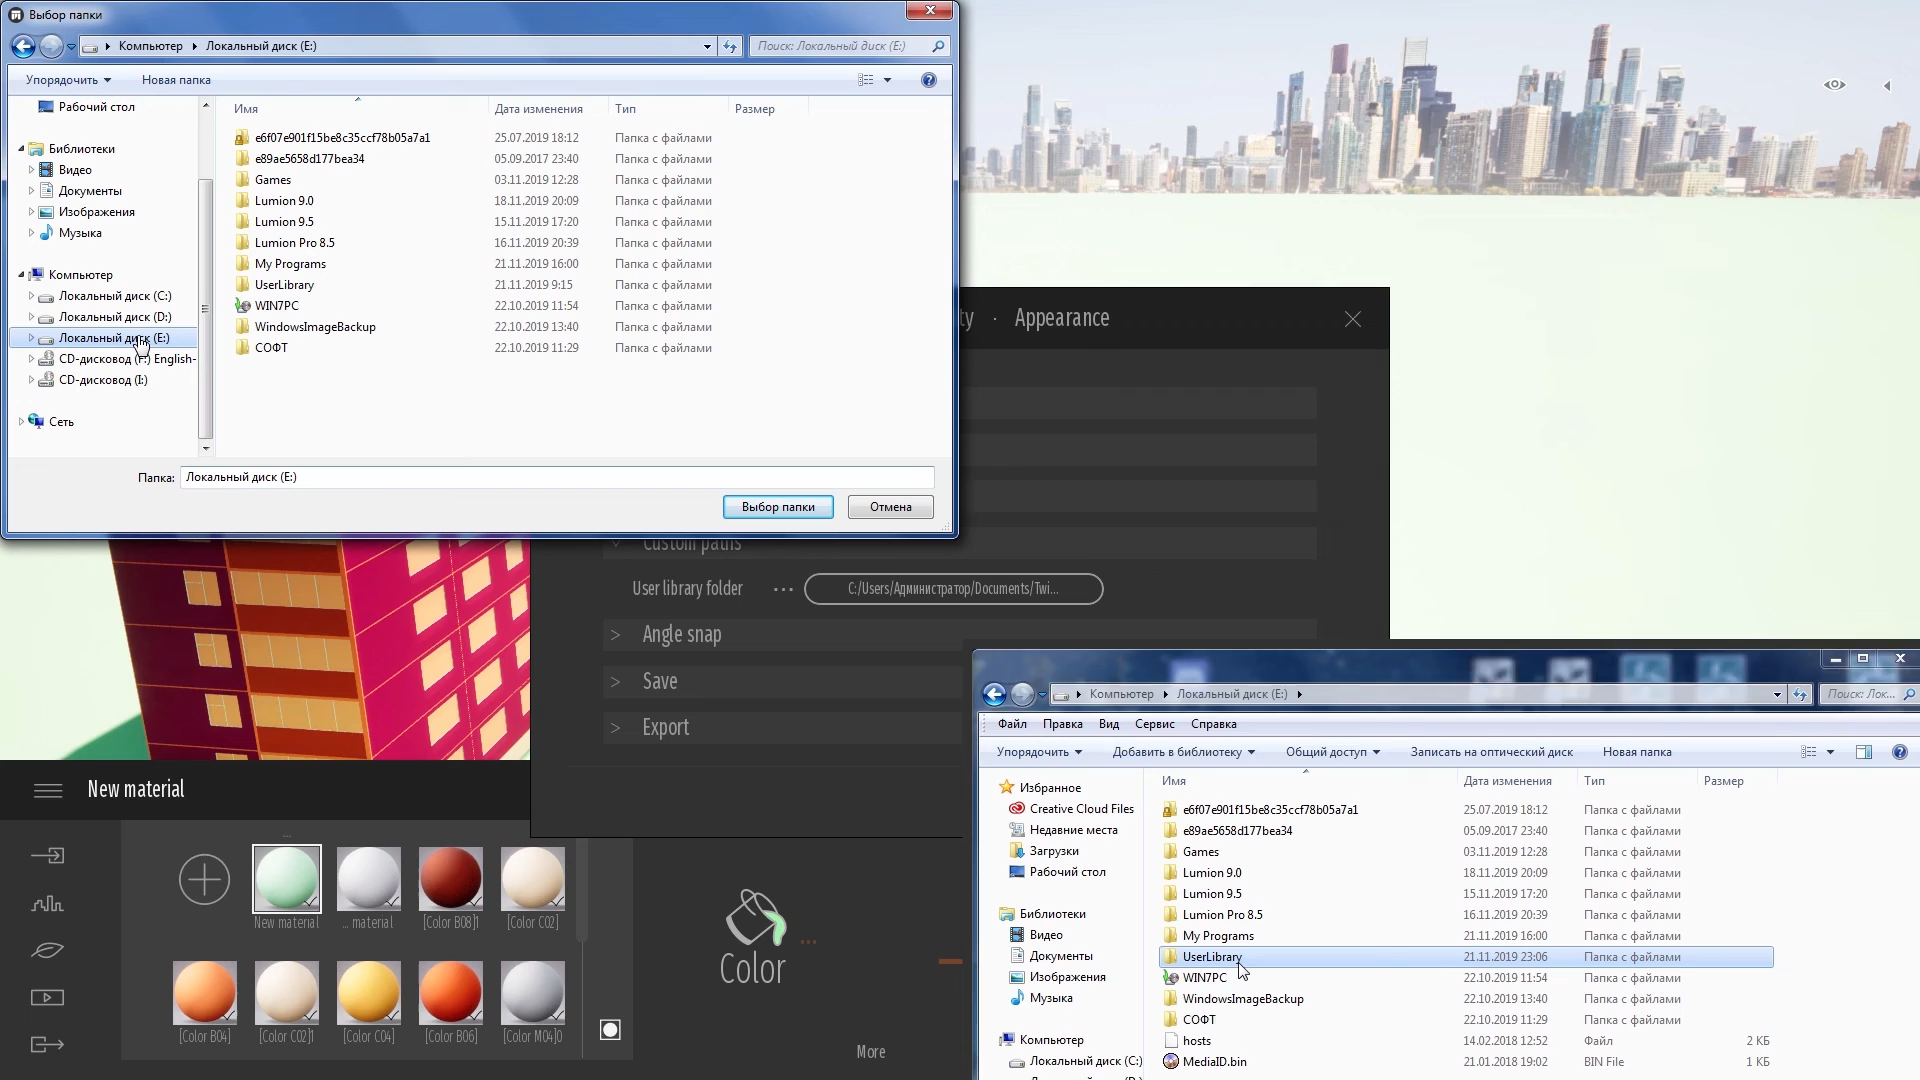 Выбор папки
Компьютер Локальный диск (E:)
Поиск: Локальный диск (E:)
Упорядочить Новая папка
Рабочий стол
Библиотеки
Видео
Документы
Изображения
Музыка
Компьютер
Локальный диск (C:)
Локальный диск (D:)
Локальный диск (E:)
CD-дисковод (F:) English-
CD-дисковод (I:)
Сеть
Имя Дата изменения Тип Размер
e6f07e901f15be8c35ccf78b05a7a1 25.07.2019 18:12 Папка с файлами
e89ae5658d177bea34 05.09.2017 23:40 Папка с файлами
Games 03.11.2019 12:28 Папка с файлами
Lumion 9.0 18.11.2019 20:09 Папка с файлами
Lumion 9.5 15.11.2019 17:20 Папка с файлами
Lumion Pro 8.5 16.11.2019 20:39 Папка с файлами
My Programs 21.11.2019 16:00 Папка с файлами
UserLibrary 21.11.2019 9:15 Папка с файлами
WIN7PC 22.10.2019 11:54 Папка с файлами
WindowsImageBackup 22.10.2019 13:40 Папка с файлами
СОФТ 22.10.2019 11:29 Папка с файлами
Папка: Локальный диск (E:)
Выбор папки Отмена
ty · Appearance
Custom paths
User library folder ... C:/Users/Администратор/Documents/Twi...
> Angle snap
> Save
> Export
New material
New material
... material
[Color B08]1
[Color C02]
[Color B04]
[Color C02]1
[Color C04]
[Color B06]
[Color M04]0
Color ...
More
Компьютер Локальный диск (E:)
Поиск: Лок...
Файл Правка Вид Сервис Справка
Упорядочить Добавить в библиотеку Общий доступ Записать на оптический диск Новая папка
Избранное
Creative Cloud Files
Недавние места
Загрузки
Рабочий стол
Библиотеки
Видео
Документы
Изображения
Музыка
Компьютер
Локальный диск (C:)
Имя Дата изменения Тип Размер
e6f07e901f15be8c35ccf78b05a7a1 25.07.2019 18:12 Папка с файлами
e89ae5658d177bea34 05.09.2017 23:40 Папка с файлами
Games 03.11.2019 12:28 Папка с файлами
Lumion 9.0 18.11.2019 20:09 Папка с файлами
Lumion 9.5 15.11.2019 17:20 Папка с файлами
Lumion Pro 8.5 16.11.2019 20:39 Папка с файлами
My Programs 21.11.2019 16:00 Папка с файлами
UserLibrary 21.11.2019 23:06 Папка с файлами
WIN7PC 22.10.2019 11:54 Папка с файлами
WindowsImageBackup 22.10.2019 13:40 Папка с файлами
СОФТ 22.10.2019 11:29 Папка с файлами
hosts 14.02.2018 12:52 Файл 2 КБ
MediaID.bin 21.01.2018 19:02 BIN File 1 КБ